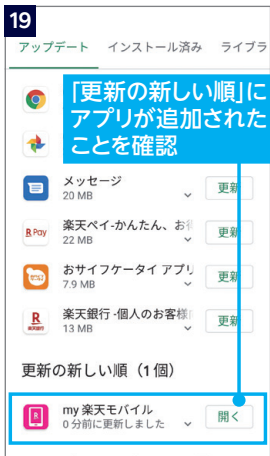 19
アップデート インストール済み ライブラ
「更新の新しい順」に
アプリが追加された
ことを確認
メッセージ
20 MB
更新
R Pay
楽天ペイ-かんたん、お
22 MB
更新
おサイフケータイ アプリ
7.9 MB
更新
R
楽天銀行
楽天銀行 -個人のお客様
13 MB
更新
更新の新しい順（1個）
R
my 楽天モバイル
0 分前に更新しました
開く